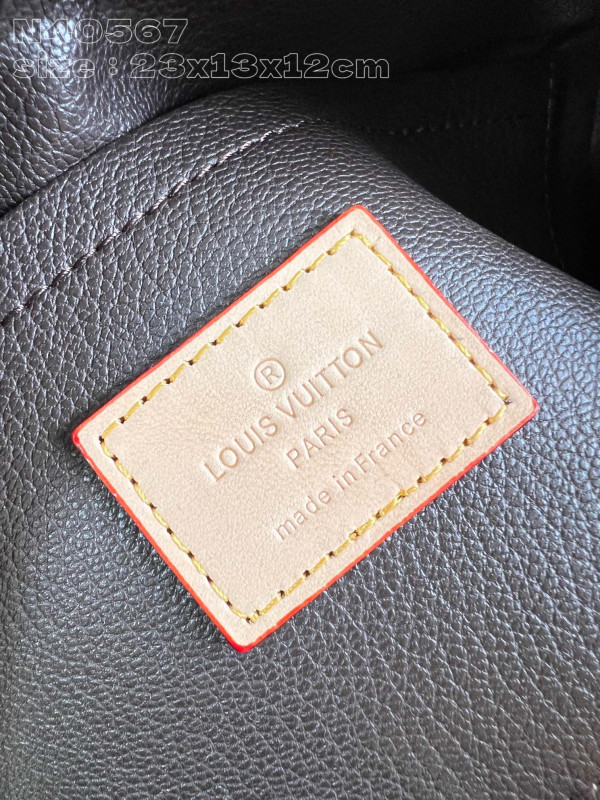 N40567
size : 23x13x12cm
®
LOUIS VUITTON
PARIS
made in France